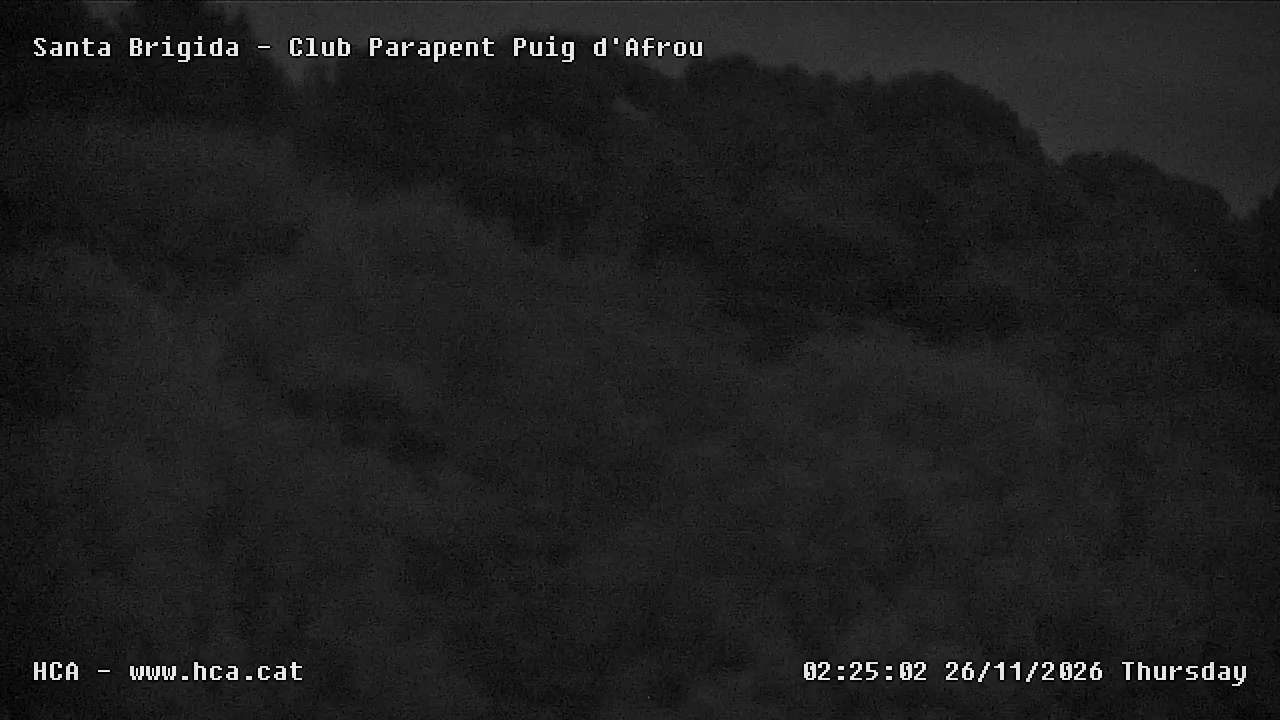 Santa Brigida - Club Parapent Puig d'Afrou
HCA - www.hca.cat
02:25:02 26/11/2026 Thursday